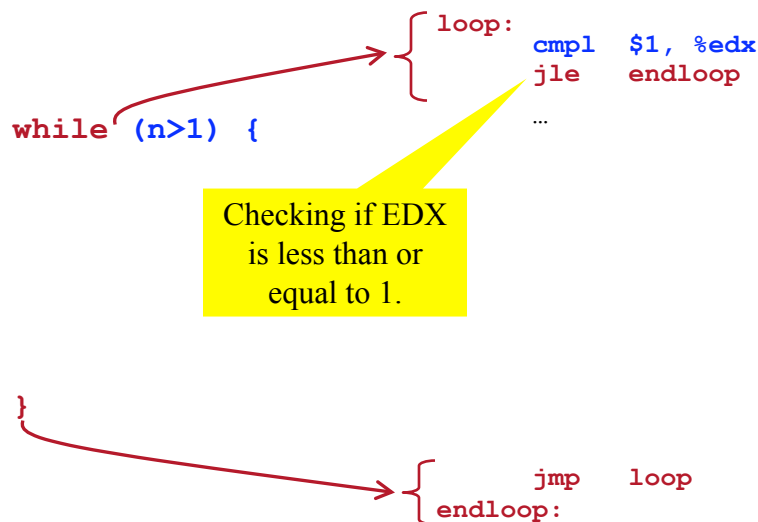 loop:
cmpl $1, %edx
jle endloop
…
while (n>1) {
Checking if EDX
is less than or
equal to 1.
}
jmp loop
endloop: